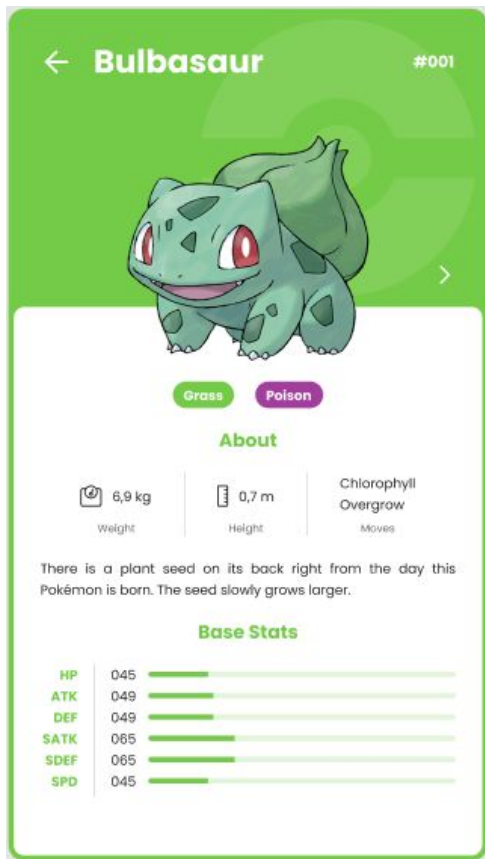 Bulbasaur
#001
Grass Poison
About
6,9 kg
Weight
0,7 m
Height
Chlorophyll
Overgrow
Moves
There is a plant seed on its back right from the day this
Pokémon is born. The seed slowly grows larger.
Base Stats
HP 045
ATK 049
DEF 049
SATK 065
SDEF 065
SPD 045